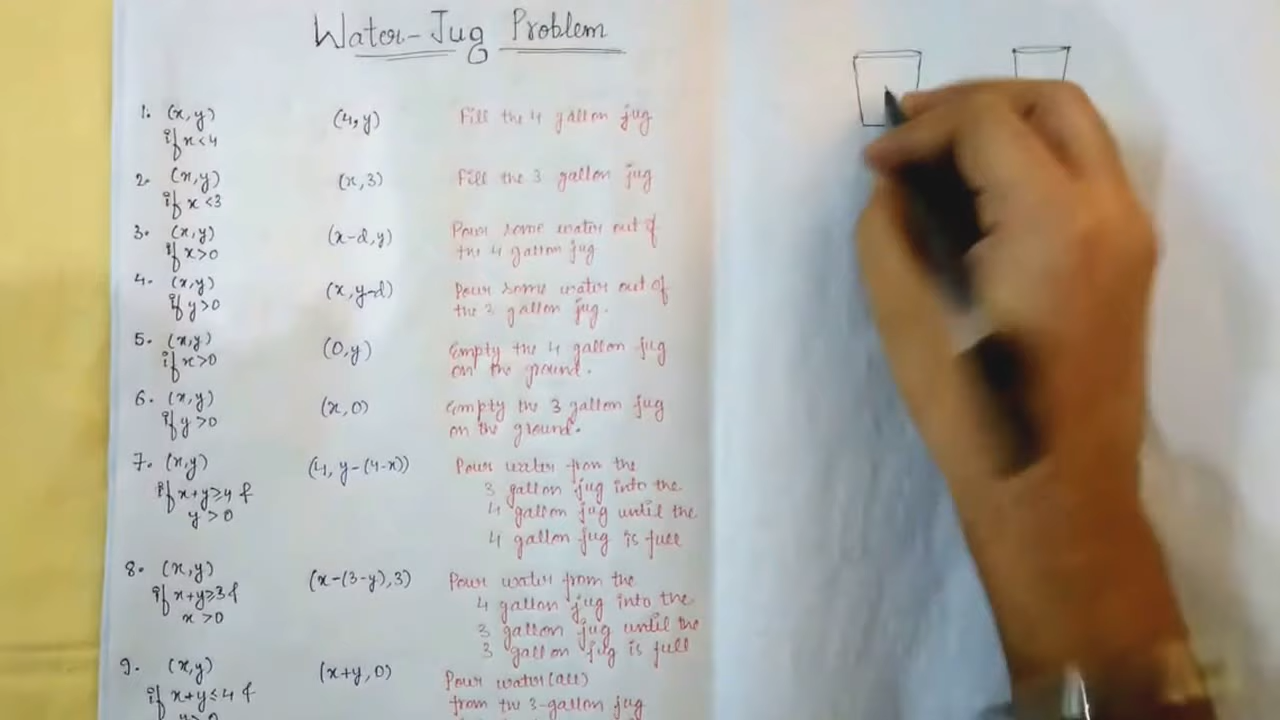 Water-Jug Problem
1. (x,y) (4,y) Fill the 4 gallon jug
if x<4
2. (x,y) (x,3) Fill the 3 gallon jug
if x<3
3. (x,y) (x-d,y) Pour some water out of
if x>0 the 4 gallon jug
4. (x,y) (x,y-d) Pour some water out of
if y>0 the 3 gallon jug.
5. (x,y) (0,y) Empty the 4 gallon jug
if x>0 on the ground.
6. (x,y) (x,0) Empty the 3 gallon jug
if y>0 on the ground.
7. (x,y) (4, y-(4-x)) Pour water from the
if x+y≥4 & 3 gallon jug into the
y>0 4 gallon jug until the
4 gallon jug is full
8. (x,y) (x-(3-y),3) Pour water from the
if x+y≥3 & 4 gallon jug into the
x>0 3 gallon jug until the
3 gallon jug is full
9. (x,y) (x+y, 0) Pour water (all)
if x+y≤4 & from the 3-gallon jug